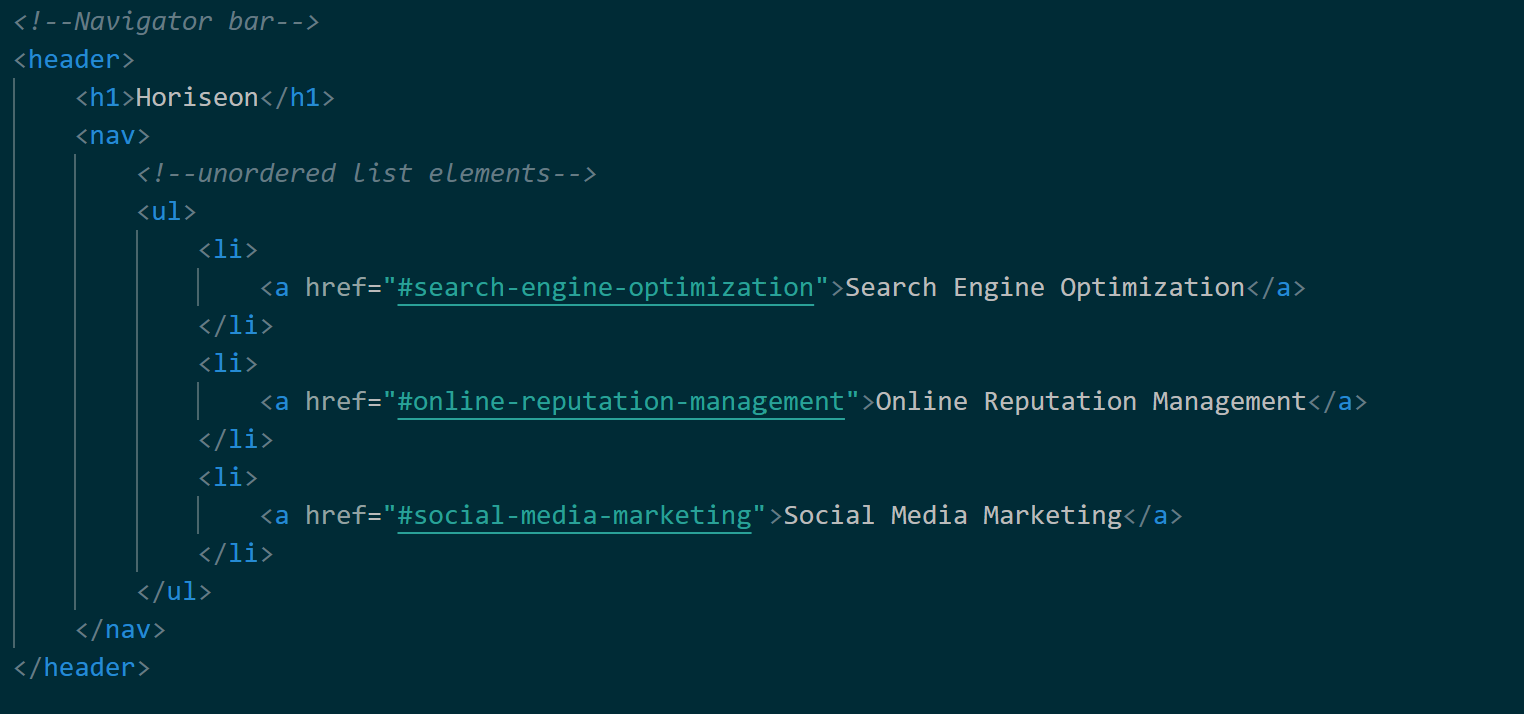 <!--Navigator bar-->
<header>
    <h1>Horiseon</h1>
    <nav>
        <!--unordered list elements-->
        <ul>
            <li>
                <a href="#search-engine-optimization">Search Engine Optimization</a>
            </li>
            <li>
                <a href="#online-reputation-management">Online Reputation Management</a>
            </li>
            <li>
                <a href="#social-media-marketing">Social Media Marketing</a>
            </li>
        </ul>
    </nav>
</header>